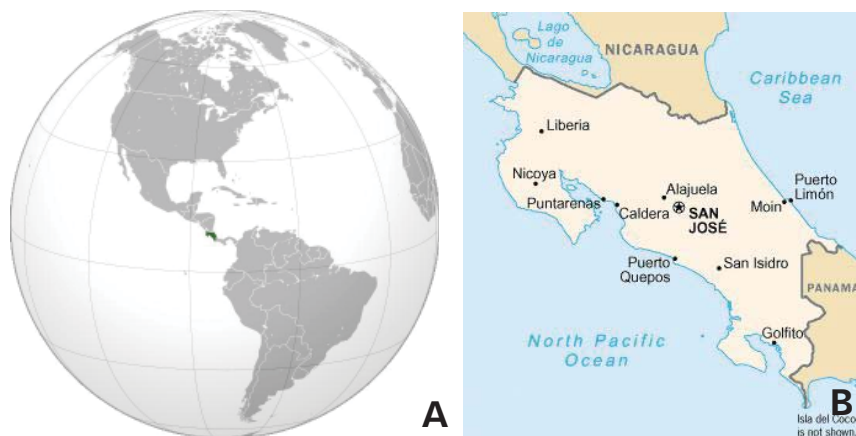 A
Lago
de
Nicaragua
NICARAGUA
Caribbean
Sea
Liberia
Nicoya
Puntarenas
Caldera
Alajuela
SAN
JOSÉ
Puerto
Limón
Moin
Puerto
Quepos
San Isidro
PANAMA
North Pacific
Ocean
Golfito
B
Isla del Coco
is not shown.